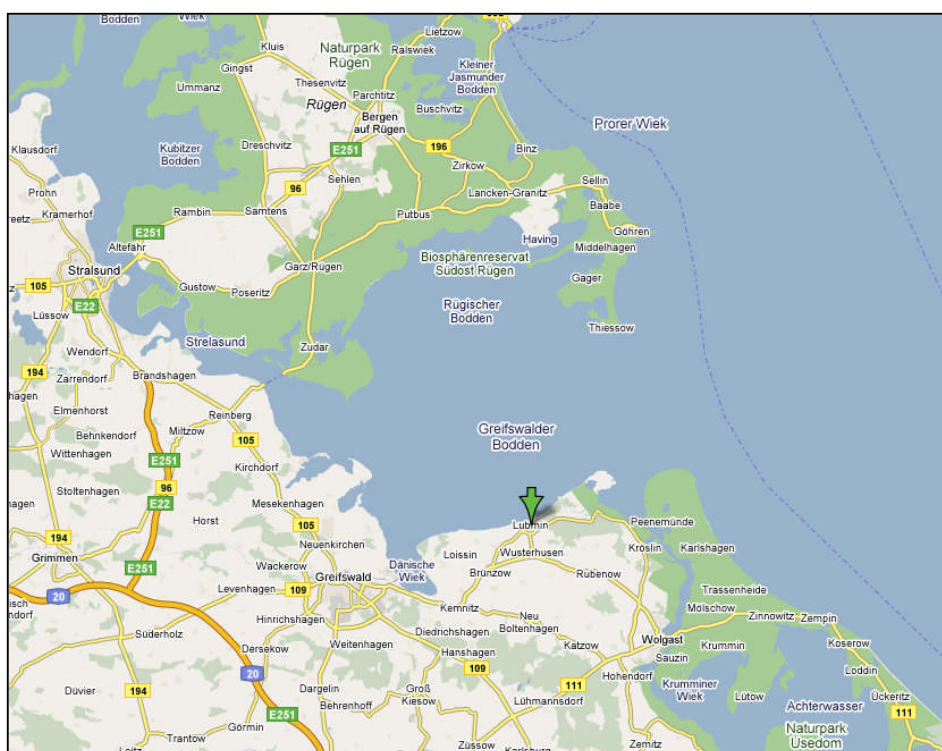 Bodden
Wiek
Kluis
Naturpark
Rügen
Lietzow
Ralswiek
Gingst
Thesenvitz
Kleiner
Jasmunder
Bodden
Ummanz
Parchtitz
Rügen
Buschvitz
Bergen
auf Rügen
Prorer Wiek
Klausdorf
Kubitzer
Bodden
Dreschvitz
E251
196
Binz
Zirkow
Prohn
Sehlen
96
Lancken-Granitz
Sellin
Kramerhof
Rambin
Samtens
Putbus
Baabe
E251
Göhren
Altefähr
Having
Middelhagen
Stralsund
Garz/Rügen
Biosphärenreservat
Südost Rügen
105
Gustow
Poseritz
Gager
E22
Rügischer
Bodden
Lüssow
Thiessow
Strelasund
Zudar
Wendorf
194
Zarrendorf
Brandshagen
Elmenhorst
Reinberg
Behnkendorf
Miltzow
105
Greifswalder
Bodden
Wittenhagen
E251
Kirchdorf
96
Stoltenhagen
E22
Mesekenhagen
Horst
105
Lubmin
Peenemünde
194
Neuenkirchen
Grimmen
Wackerow
Dänische
Wiek
Loissin
Wusterhusen
Kröslin
Karlshagen
E251
Greifswald
Brünzow
Rubenow
20
Levenhagen
109
Trassenheide
Hinrichshagen
Kemnitz
Neu
Boltenhagen
Mölschow
Zinnowitz
Zempin
Süderholz
Weitenhagen
Diedrichshagen
Katzow
Wolgast
Krummin
Koserow
Dersekow
Hanshagen
Sauzin
20
109
Hohendorf
Loddin
Düvier
194
Dargelin
Groß
Kiesow
111
Krumminer
Wiek
Lütow
Ückeritz
Behrenhoff
Lühmannsdorf
Achterwasser
111
E251
Görmin
Trantow
Züssow
Zemitz
Naturpark
Usedom
Karlsburg